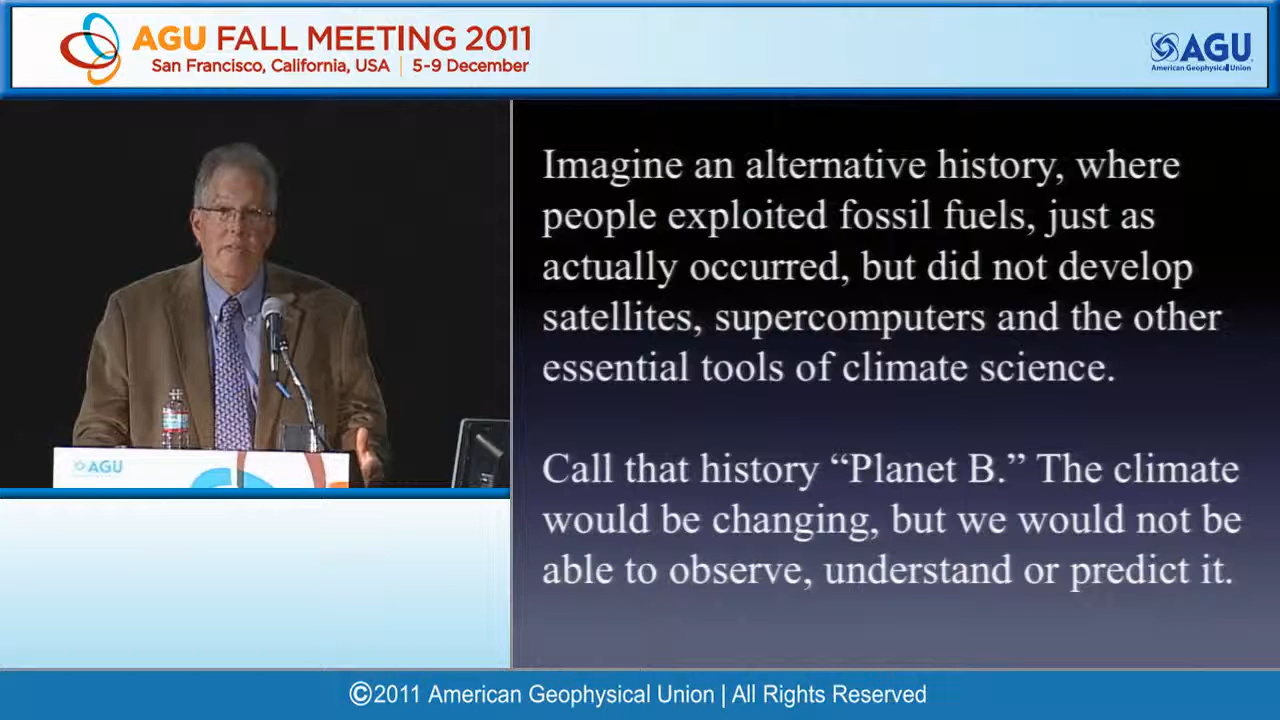 AGU FALL MEETING 2011
San Francisco, California, USA | 5-9 December
AGU
American Geophysical Union
Imagine an alternative history, where
people exploited fossil fuels, just as
actually occurred, but did not develop
satellites, supercomputers and the other
essential tools of climate science.
Call that history “Planet B.” The climate
would be changing, but we would not be
able to observe, understand or predict it.
AGU
©2011 American Geophysical Union | All Rights Reserved